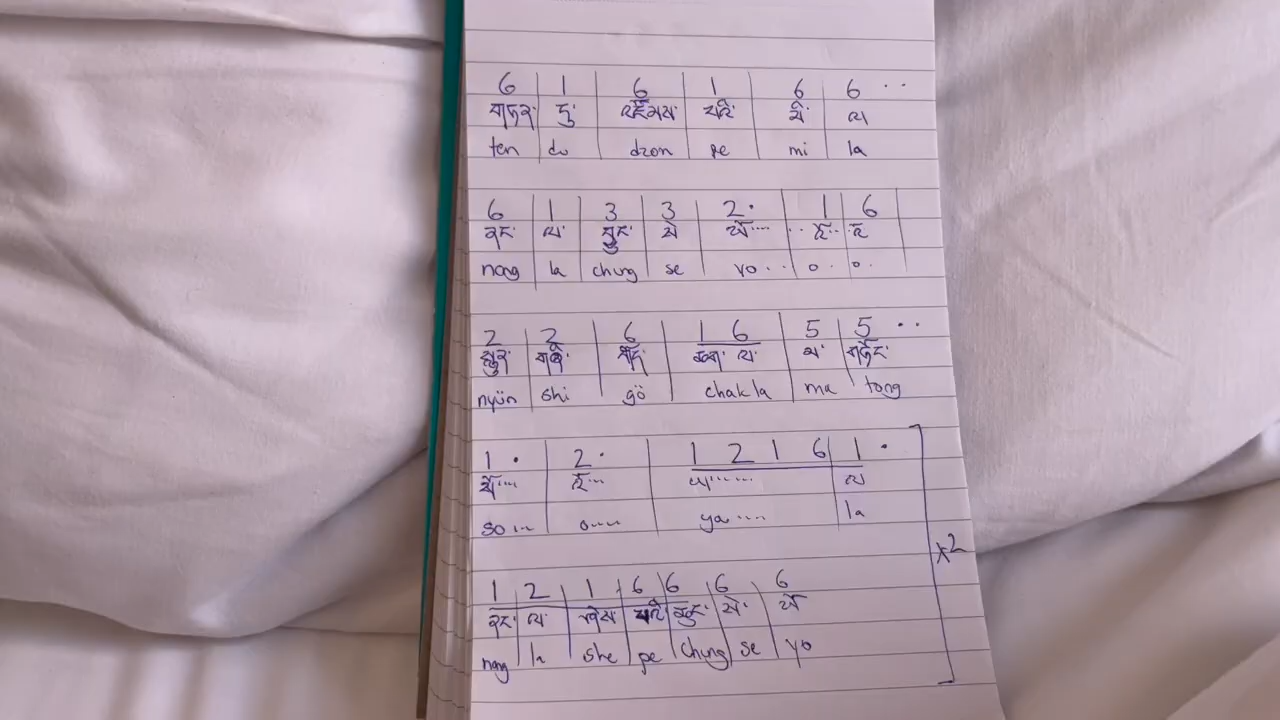 6 1 6 1 6 6 ..
གཏན་ དུ་ འཛོམས་ པའི་ མི་ ལ
ten du dzon pe mi la
6 1 3 3 2 . 1 6
ནང་ ལ་ བྱུང་ སེ ཡོ.... ..འོ.. འོ
nang la chung se yo .. o . o .
2 2 6 1 6 5 5 ..
སྨྱུན་ གཞི་ གོད་ ཆག་ ལ་ མ་ གཏོང་
nyün shi gö chak la ma tong
1 . 2 . 1 2 1 6 1 .
སོ.... འོ... ཡ....... ལ
so ... o.... ya .... la
x2
1 2 1 6 6 6 6
ནང་ ལ་ ཤེས་ པའི་ ཆུང་ སེ་ ཡོ
nang la she pe chung se yo